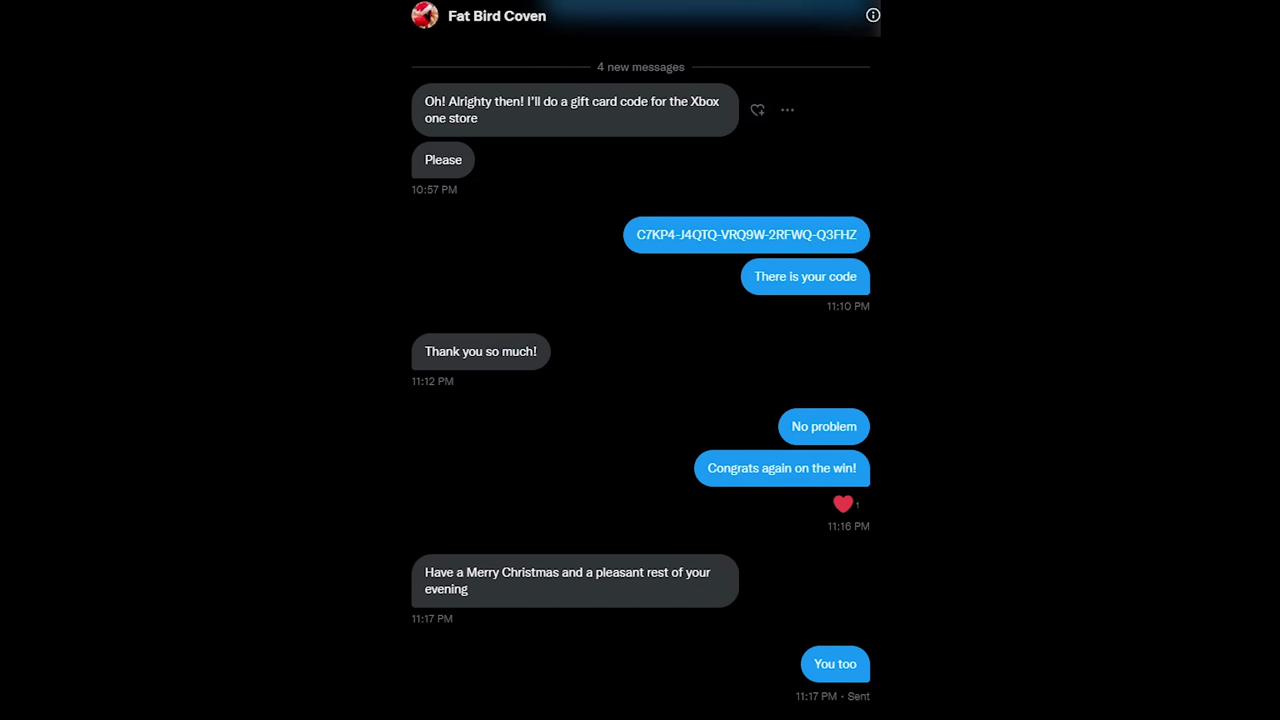 Fat Bird Coven
4 new messages
Oh! Alrighty then! I'll do a gift card code for the Xbox
one store
Please
10:57 PM
C7KP4-J4QTQ-VRQ9W-2RFWQ-Q3FHZ
There is your code
11:10 PM
Thank you so much!
11:12 PM
No problem
Congrats again on the win!
1
11:16 PM
Have a Merry Christmas and a pleasant rest of your
evening
11:17 PM
You too
11:17 PM · Sent